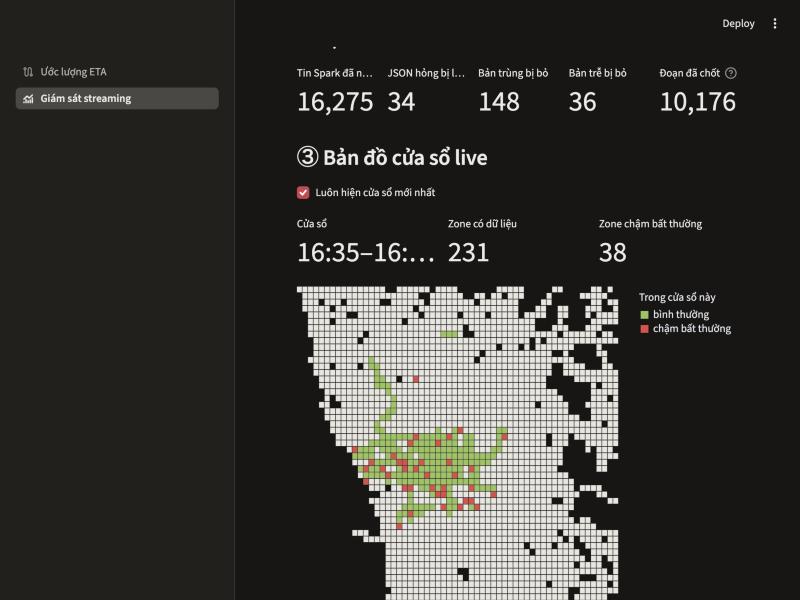 Deploy
Ước lượng ETA
Giám sát streaming
Tin Spark đã n…
JSON hỏng bị l…
Bản trùng bị bỏ
Bản trễ bị bỏ
Đoạn đã chốt
16,275
34
148
36
10,176
③ Bản đồ cửa sổ live
Luôn hiện cửa sổ mới nhất
Cửa sổ
Zone có dữ liệu
Zone chậm bất thường
16:35–16:…
231
38
Trong cửa sổ này
bình thường
chậm bất thường